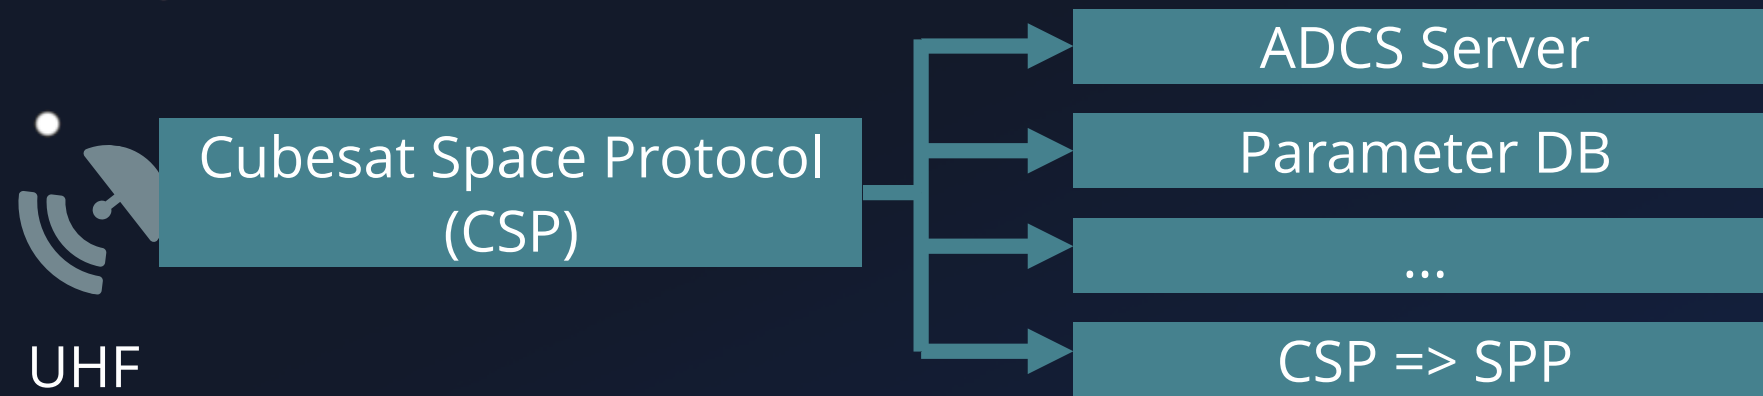 Cubesat Space Protocol
(CSP)
UHF
ADCS Server
Parameter DB
...
CSP => SPP